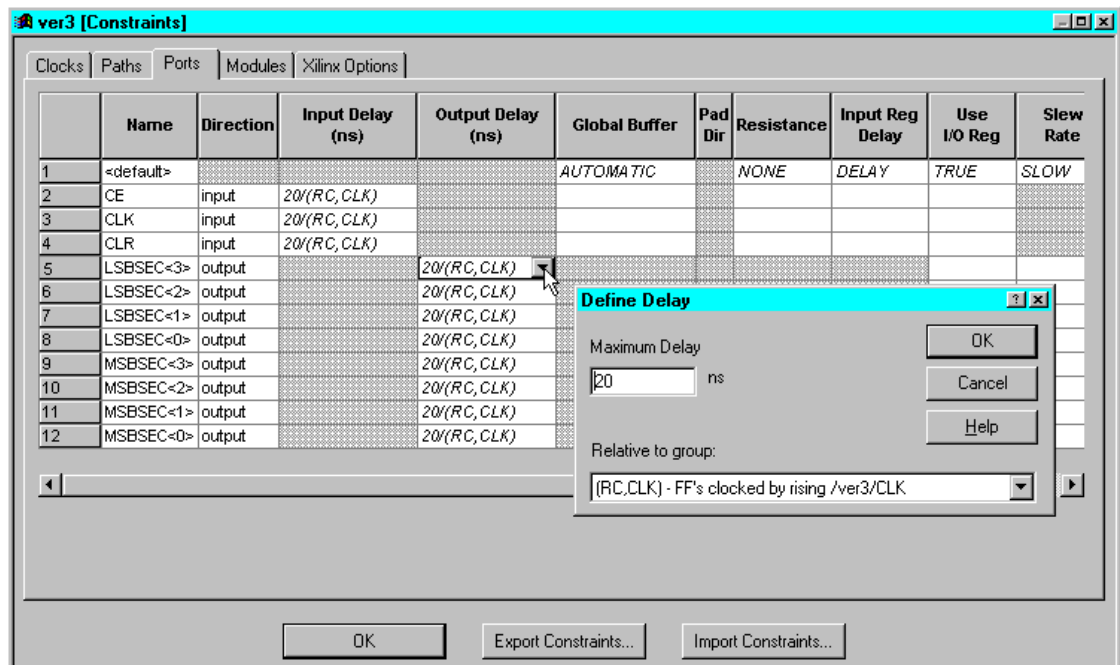 ver3 [Constraints]
Clocks Paths Ports Modules Xilinx Options
Name Direction Input Delay (ns) Output Delay (ns) Global Buffer Pad Dir Resistance Input Reg Delay Use I/O Reg Slew Rate
1 <default> AUTOMATIC NONE DELAY TRUE SLOW
2 CE input 20/(RC,CLK)
3 CLK input 20/(RC,CLK)
4 CLR input 20/(RC,CLK)
5 LSBSEC<3> output 20/(RC,CLK)
6 LSBSEC<2> output 20/(RC,CLK)
7 LSBSEC<1> output 20/(RC,CLK)
8 LSBSEC<0> output 20/(RC,CLK)
9 MSBSEC<3> output 20/(RC,CLK)
10 MSBSEC<2> output 20/(RC,CLK)
11 MSBSEC<1> output 20/(RC,CLK)
12 MSBSEC<0> output 20/(RC,CLK)
Define Delay
Maximum Delay
20 ns
OK
Cancel
Help
Relative to group:
(RC,CLK) - FF's clocked by rising /ver3/CLK
OK Export Constraints... Import Constraints...